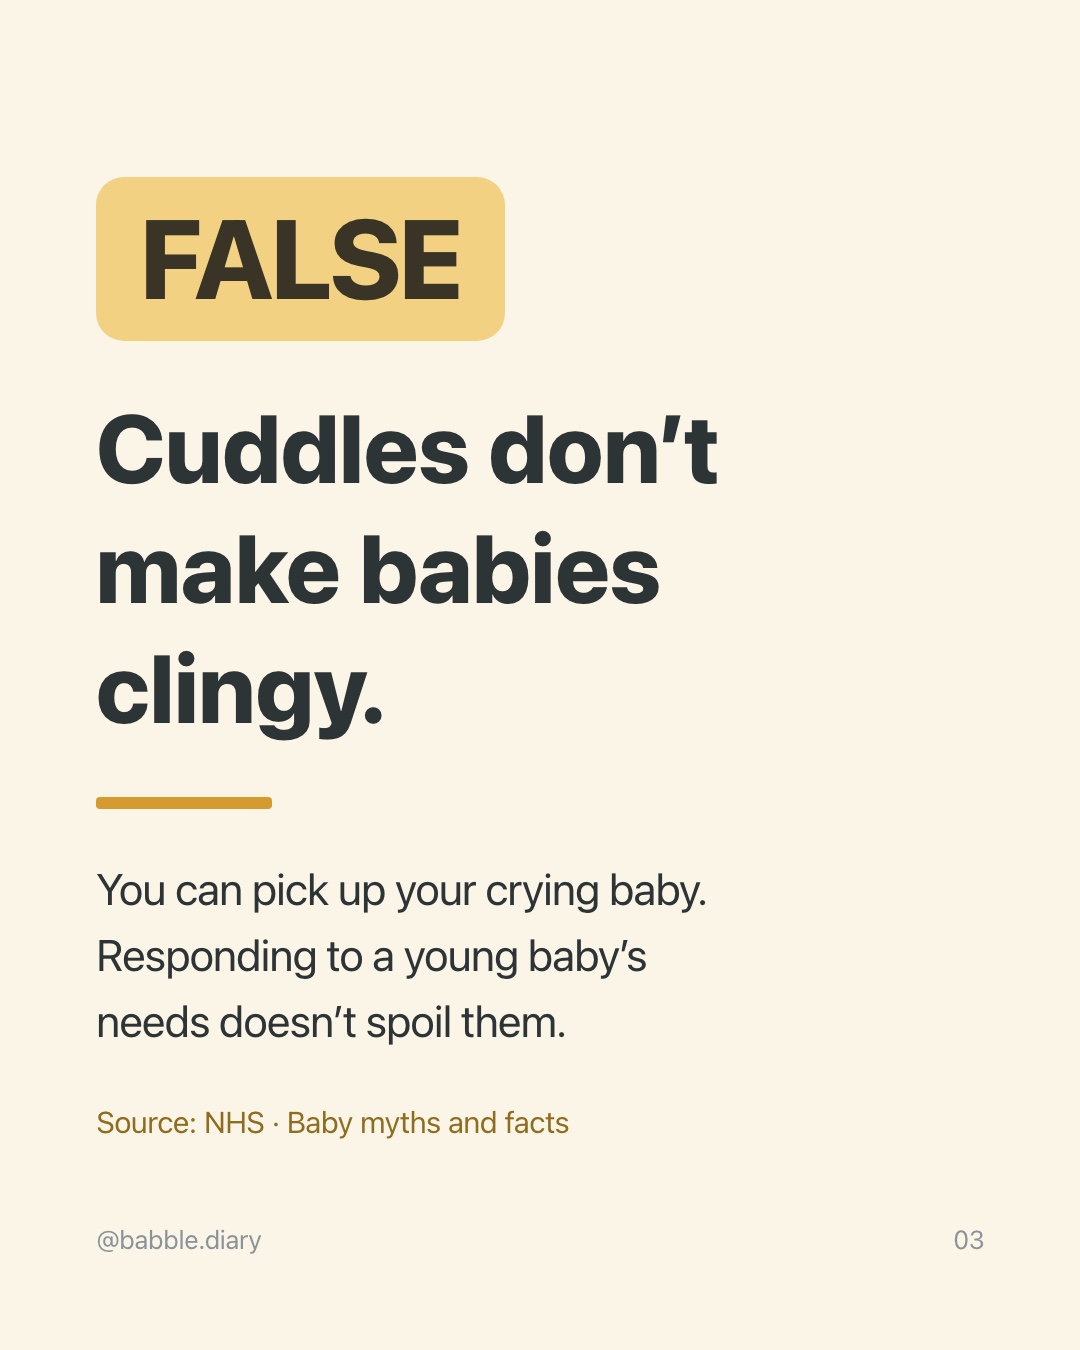 FALSE
Cuddles don’t
make babies
clingy.
You can pick up your crying baby.
Responding to a young baby’s
needs doesn’t spoil them.
Source: NHS · Baby myths and facts
@babble.diary
03